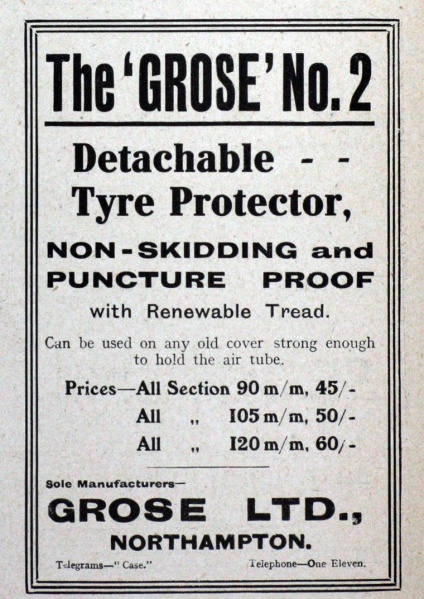 The 'GROSE' No. 2
Detachable - -
Tyre Protector,
NON-SKIDDING and
PUNCTURE PROOF
with Renewable Tread.
Can be used on any old cover strong enough
to hold the air tube.
Prices—All Section 90 m/m, 45/-
All „ 105 m/m, 50/-
All „ 120 m/m, 60/-
Sole Manufacturers—
GROSE LTD.,
NORTHAMPTON.
Telegrams—"Case." Telephone—One Eleven.